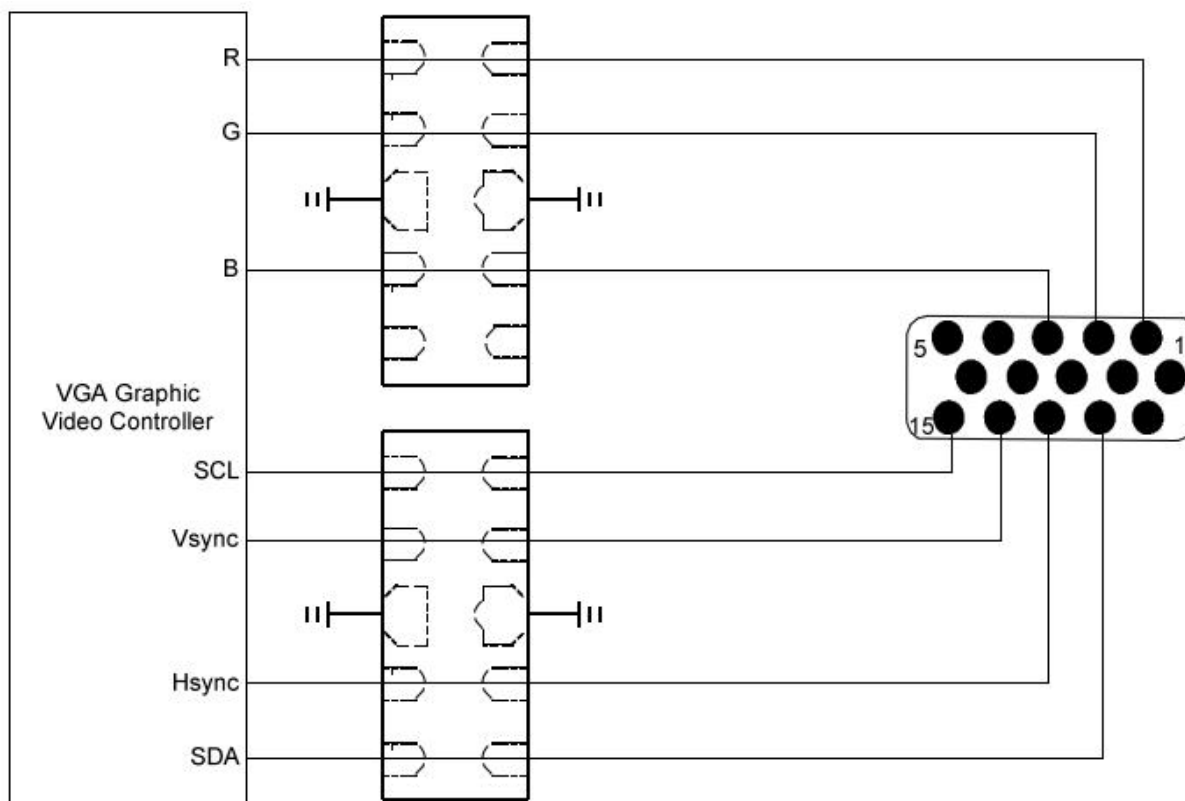 R
G
B
5
1
VGA Graphic
Video Controller
15
SCL
Vsync
Hsync
SDA